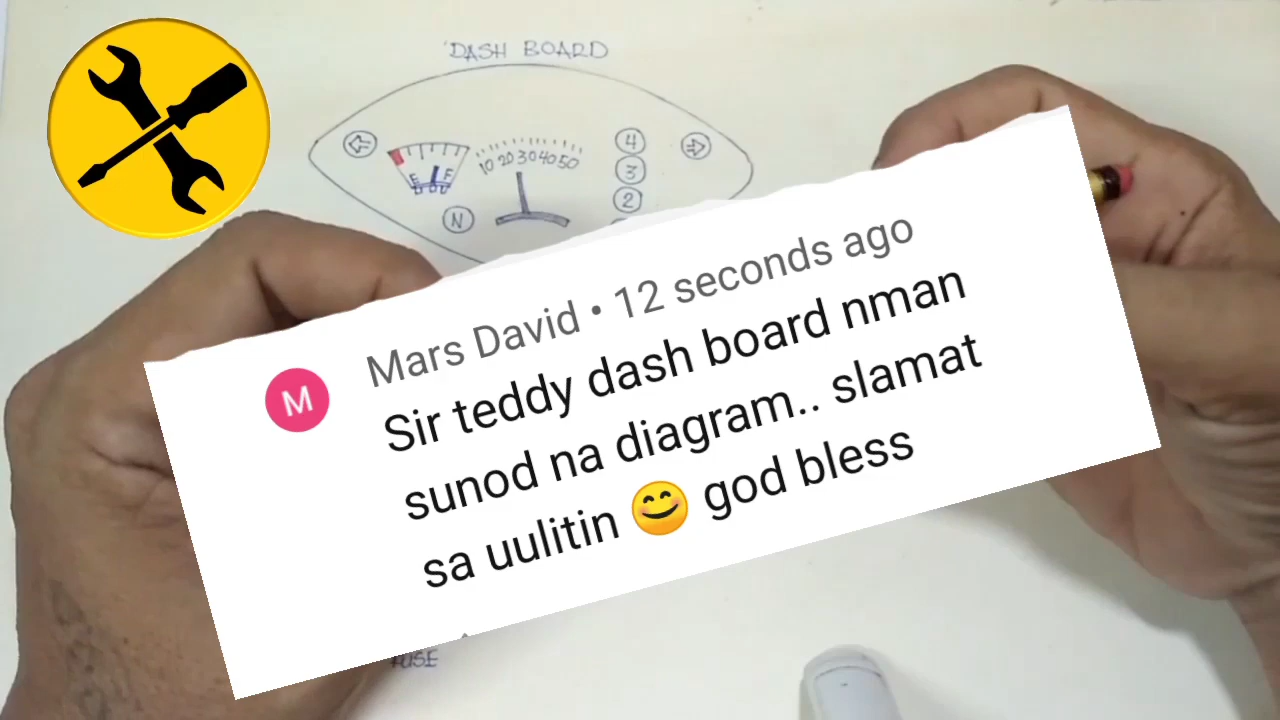 DASH BOARD
10 20 30 40 50
E F
N
4
3
2
Mars David • 12 seconds ago
M
Sir teddy dash board nman
sunod na diagram.. slamat
sa uulitin 😊 god bless
FUSE